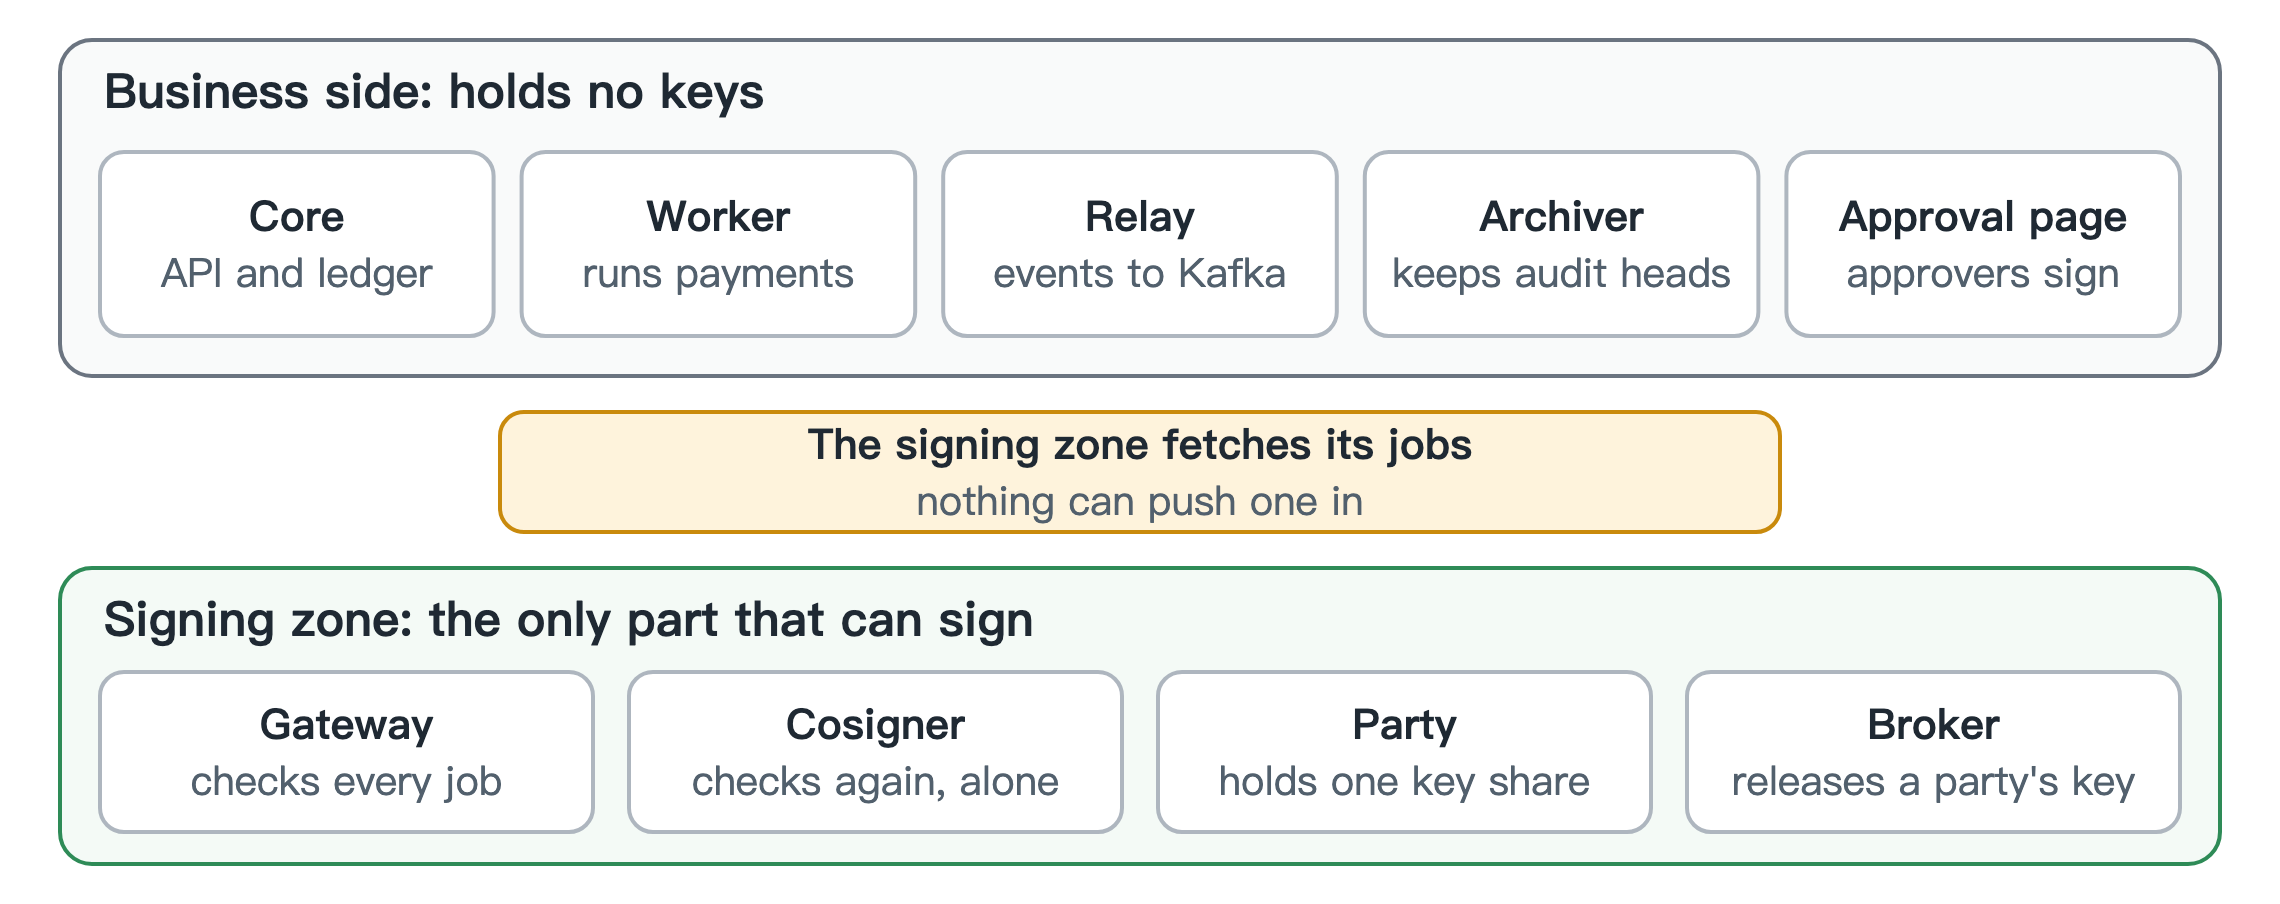 Business side: holds no keys
Core
API and ledger
Worker
runs payments
Relay
events to Kafka
Archiver
keeps audit heads
Approval page
approvers sign
The signing zone fetches its jobs
nothing can push one in
Signing zone: the only part that can sign
Gateway
checks every job
Cosigner
checks again, alone
Party
holds one key share
Broker
releases a party's key